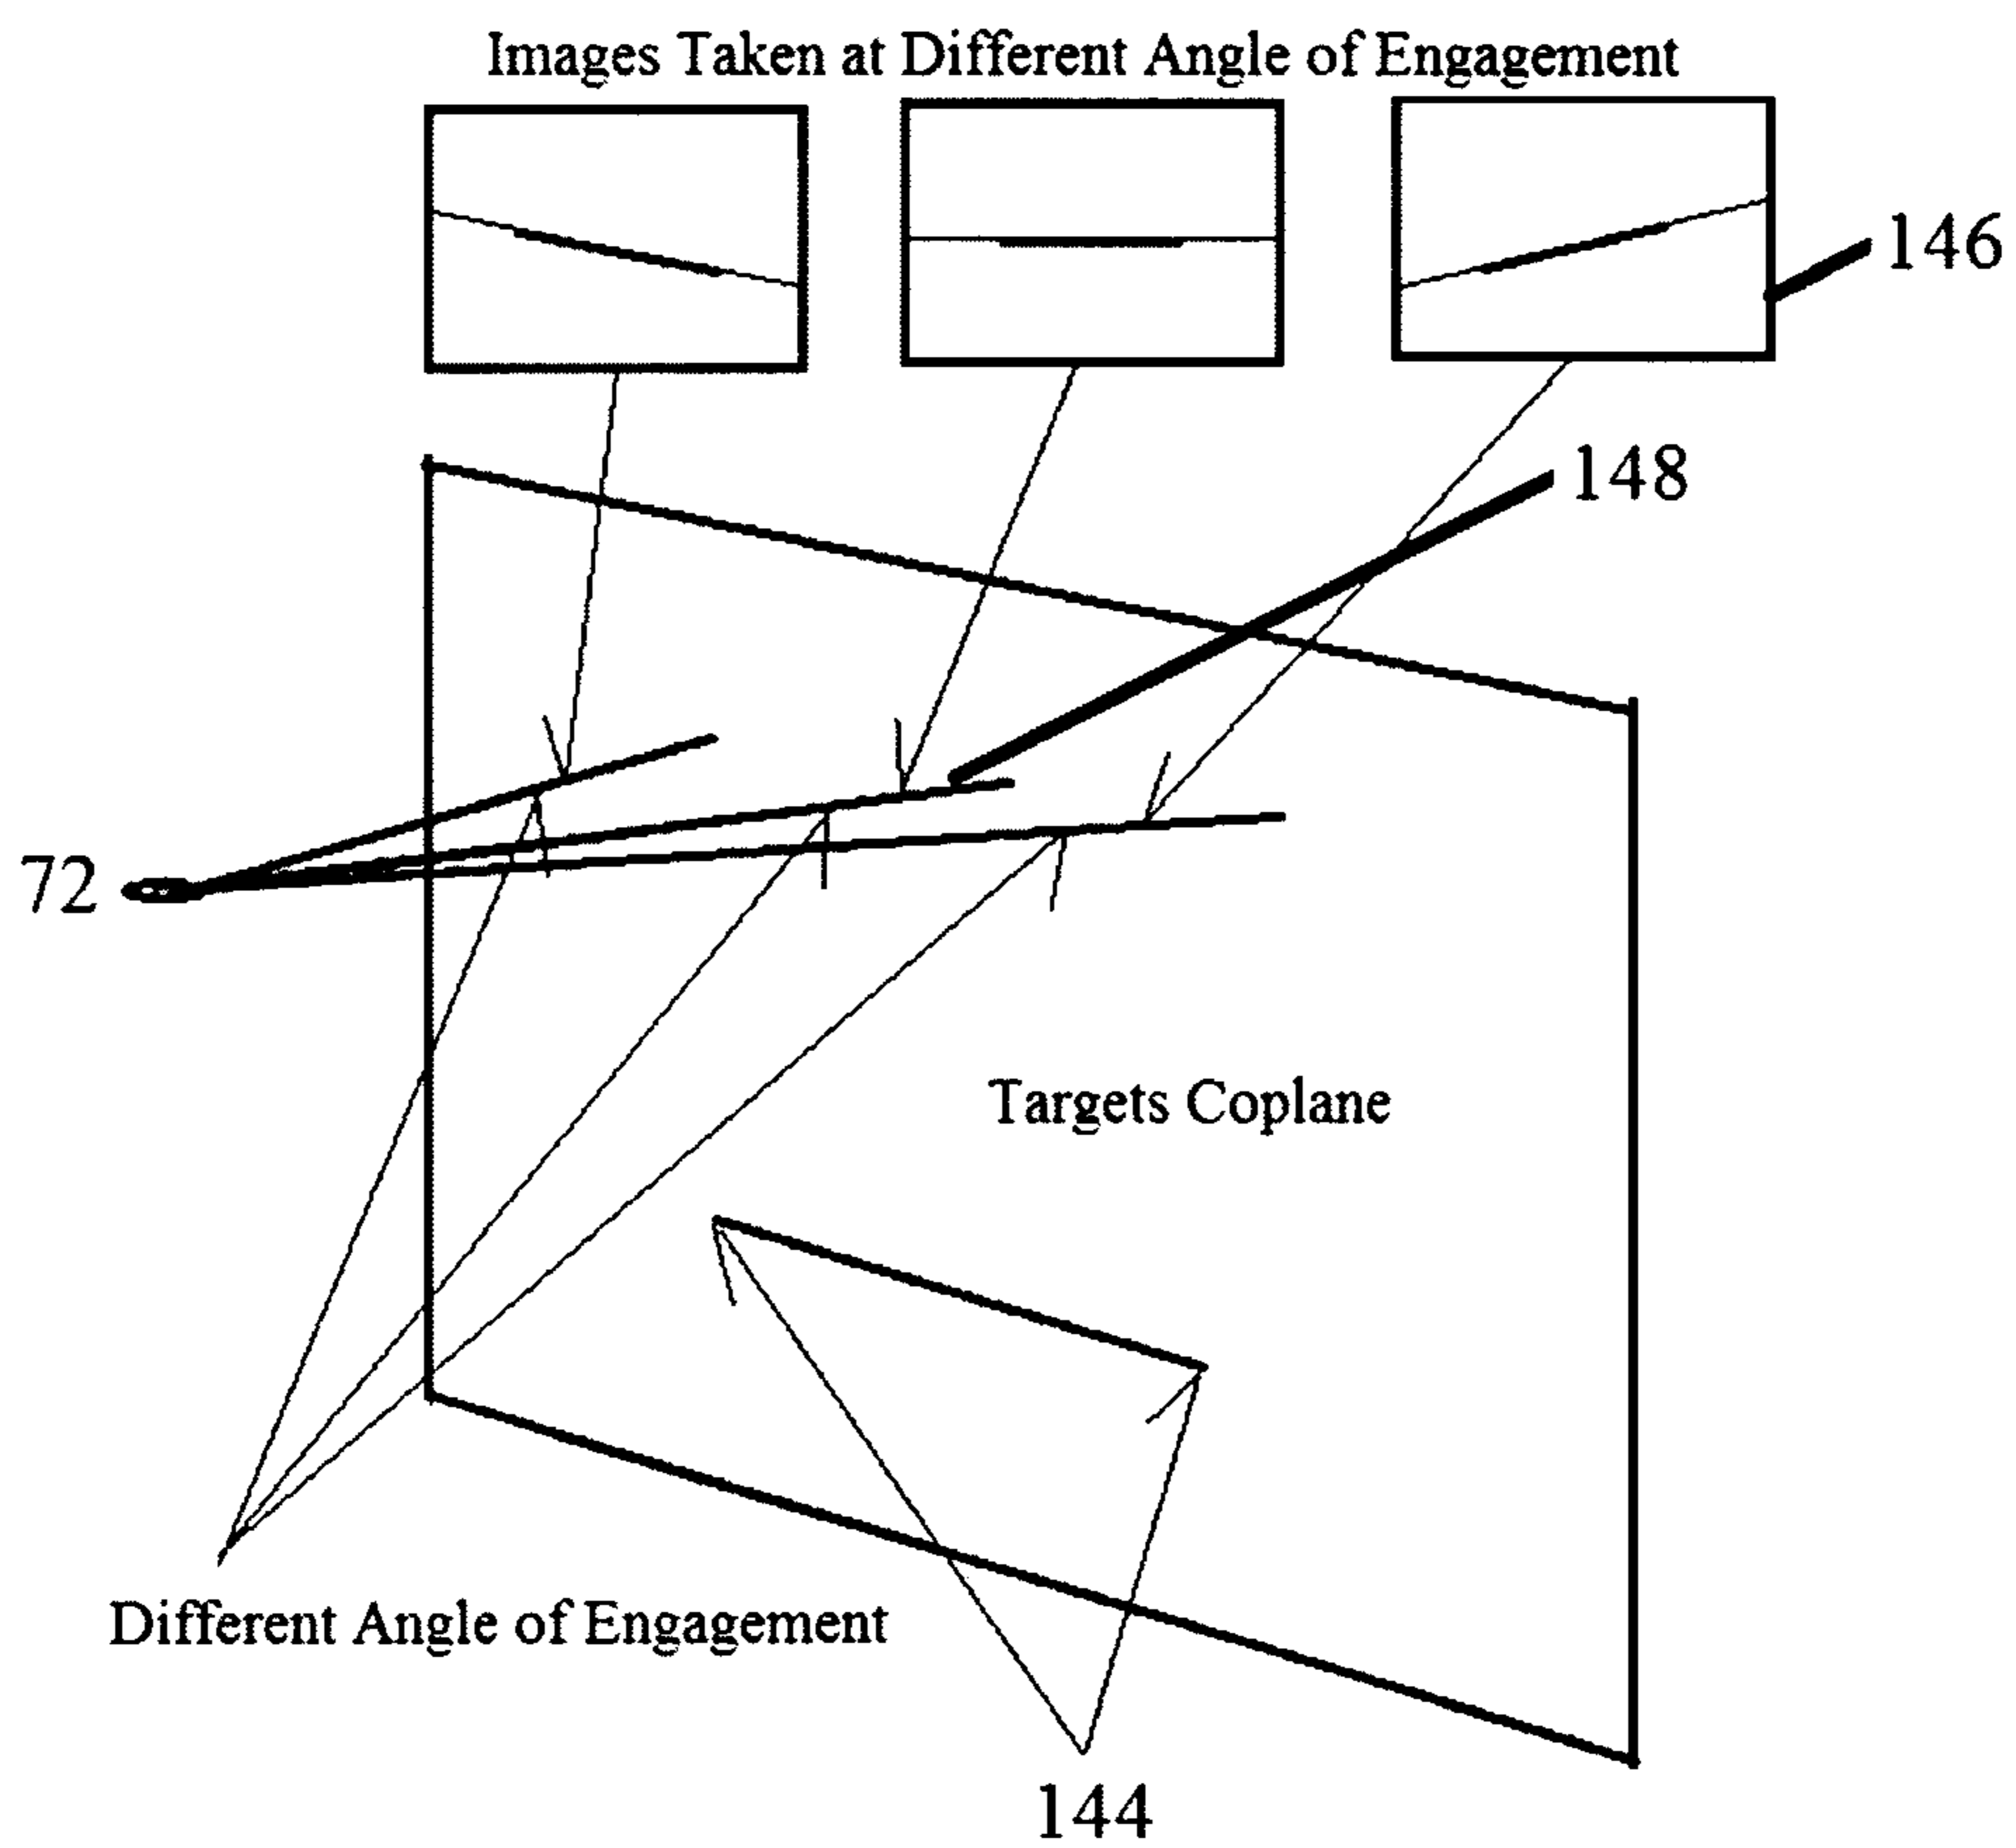 Images Taken at Different Angle of Engagement
146
148
72
Targets Coplane
Different Angle of Engagement
144